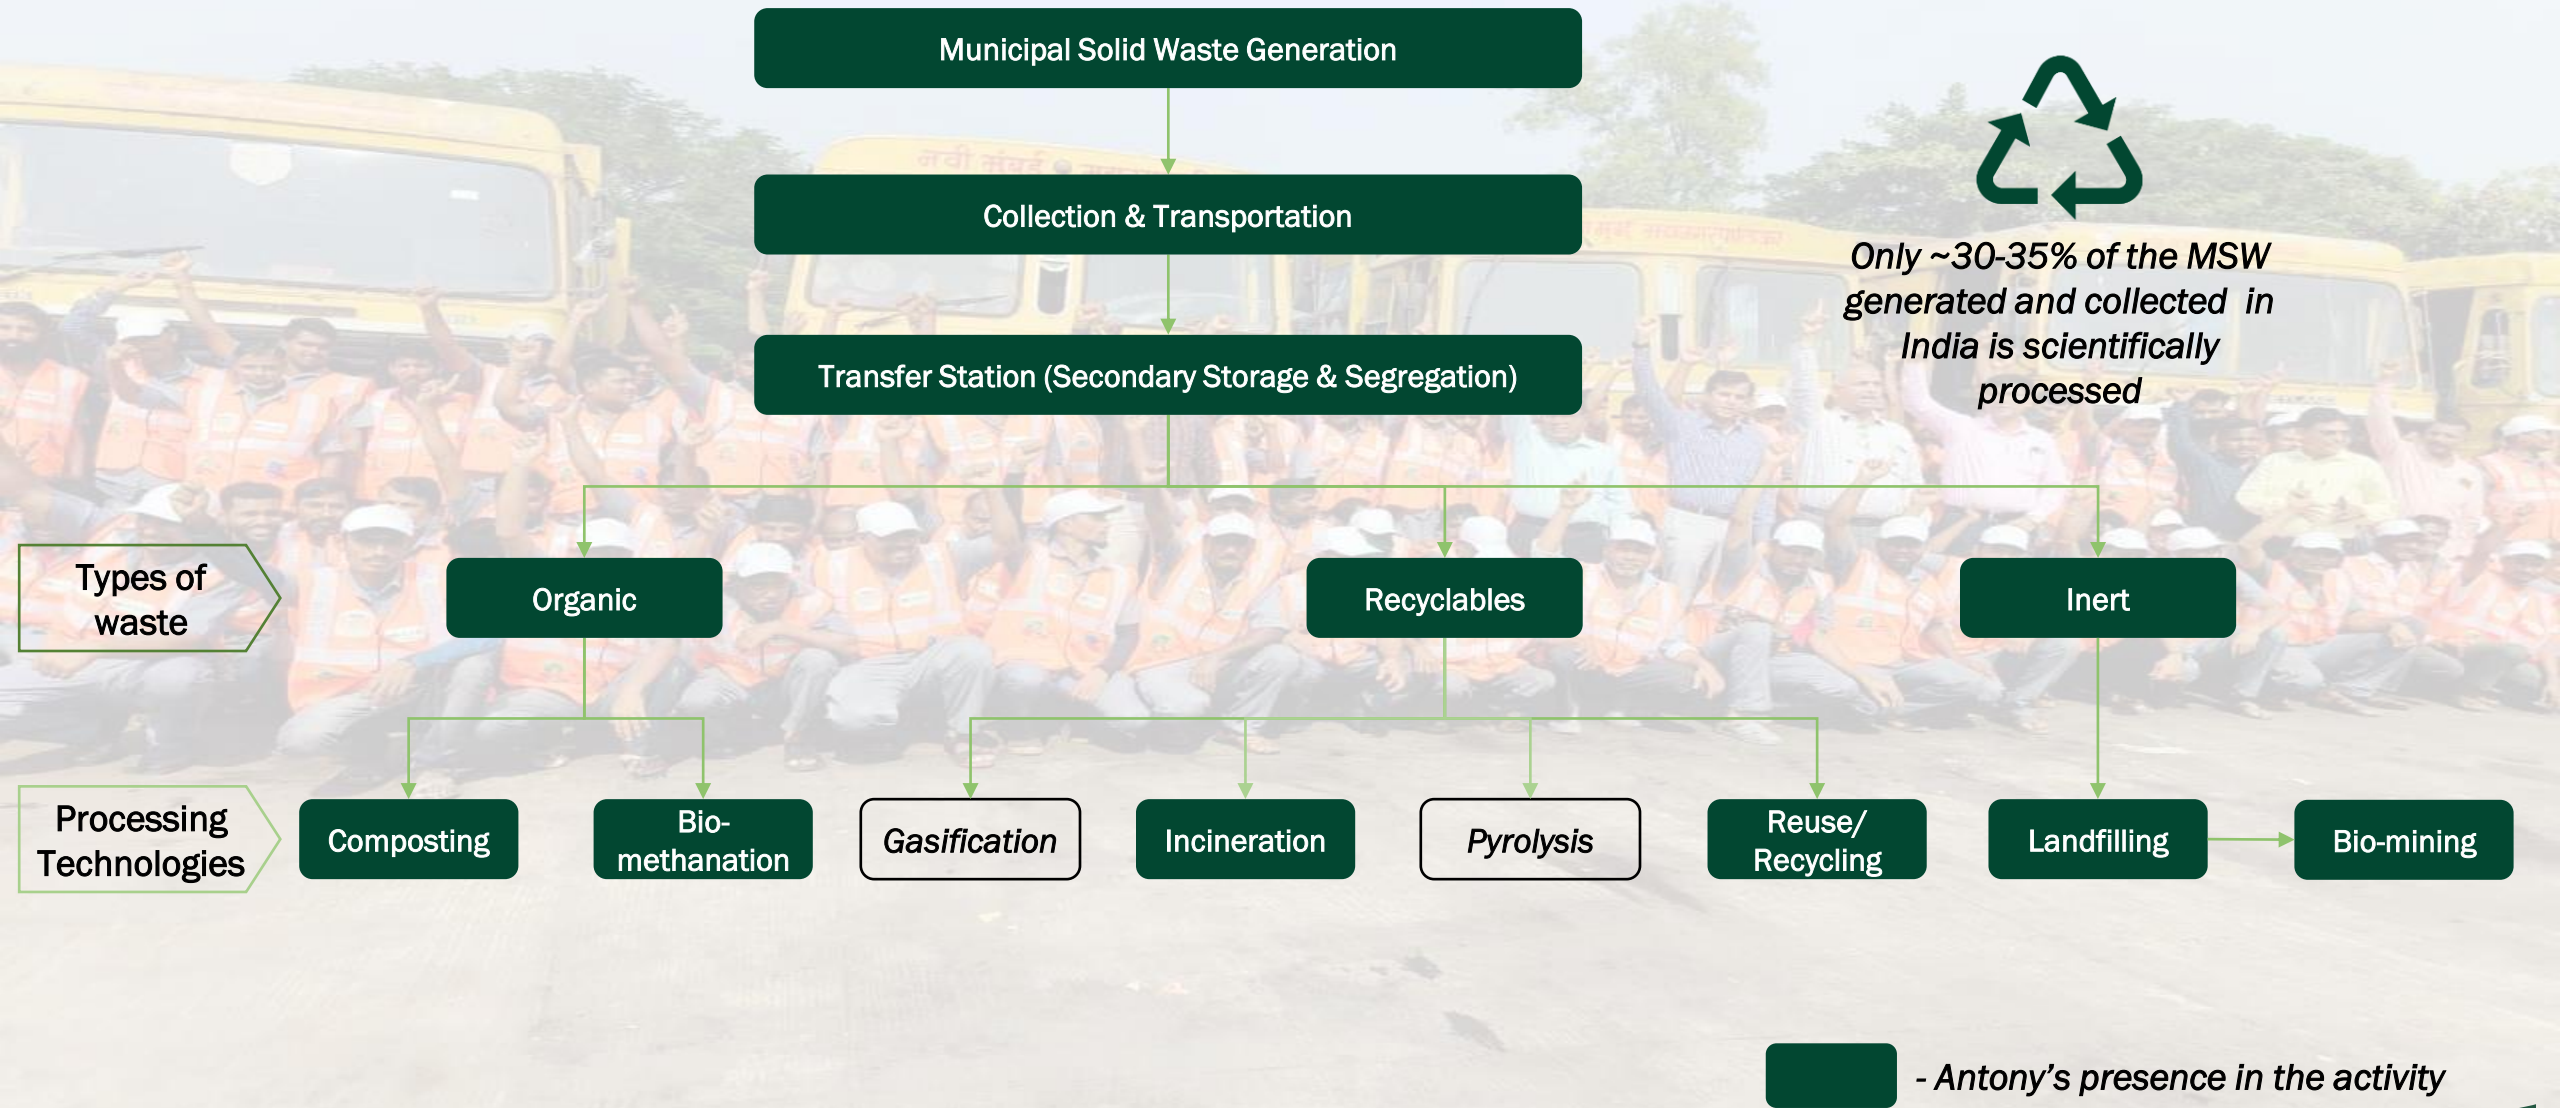 Municipal Solid Waste Generation
Collection & Transportation
Transfer Station (Secondary Storage & Segregation)
Only ~30-35% of the MSW
generated and collected in
India is scientifically
processed
नवी मुंबई
Types of
waste
Organic
Recyclables
Inert
Processing
Technologies
Composting
Bio-
methanation
Gasification
Incineration
Pyrolysis
Reuse/
Recycling
Landfilling
Bio-mining
- Antony's presence in the activity